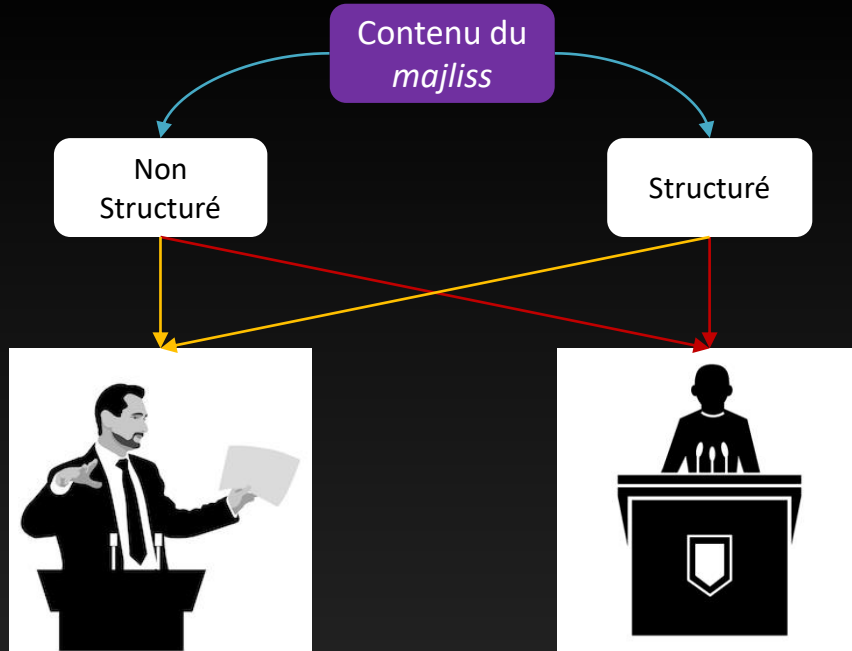 Contenu du
majliss
Non
Structuré
Structuré